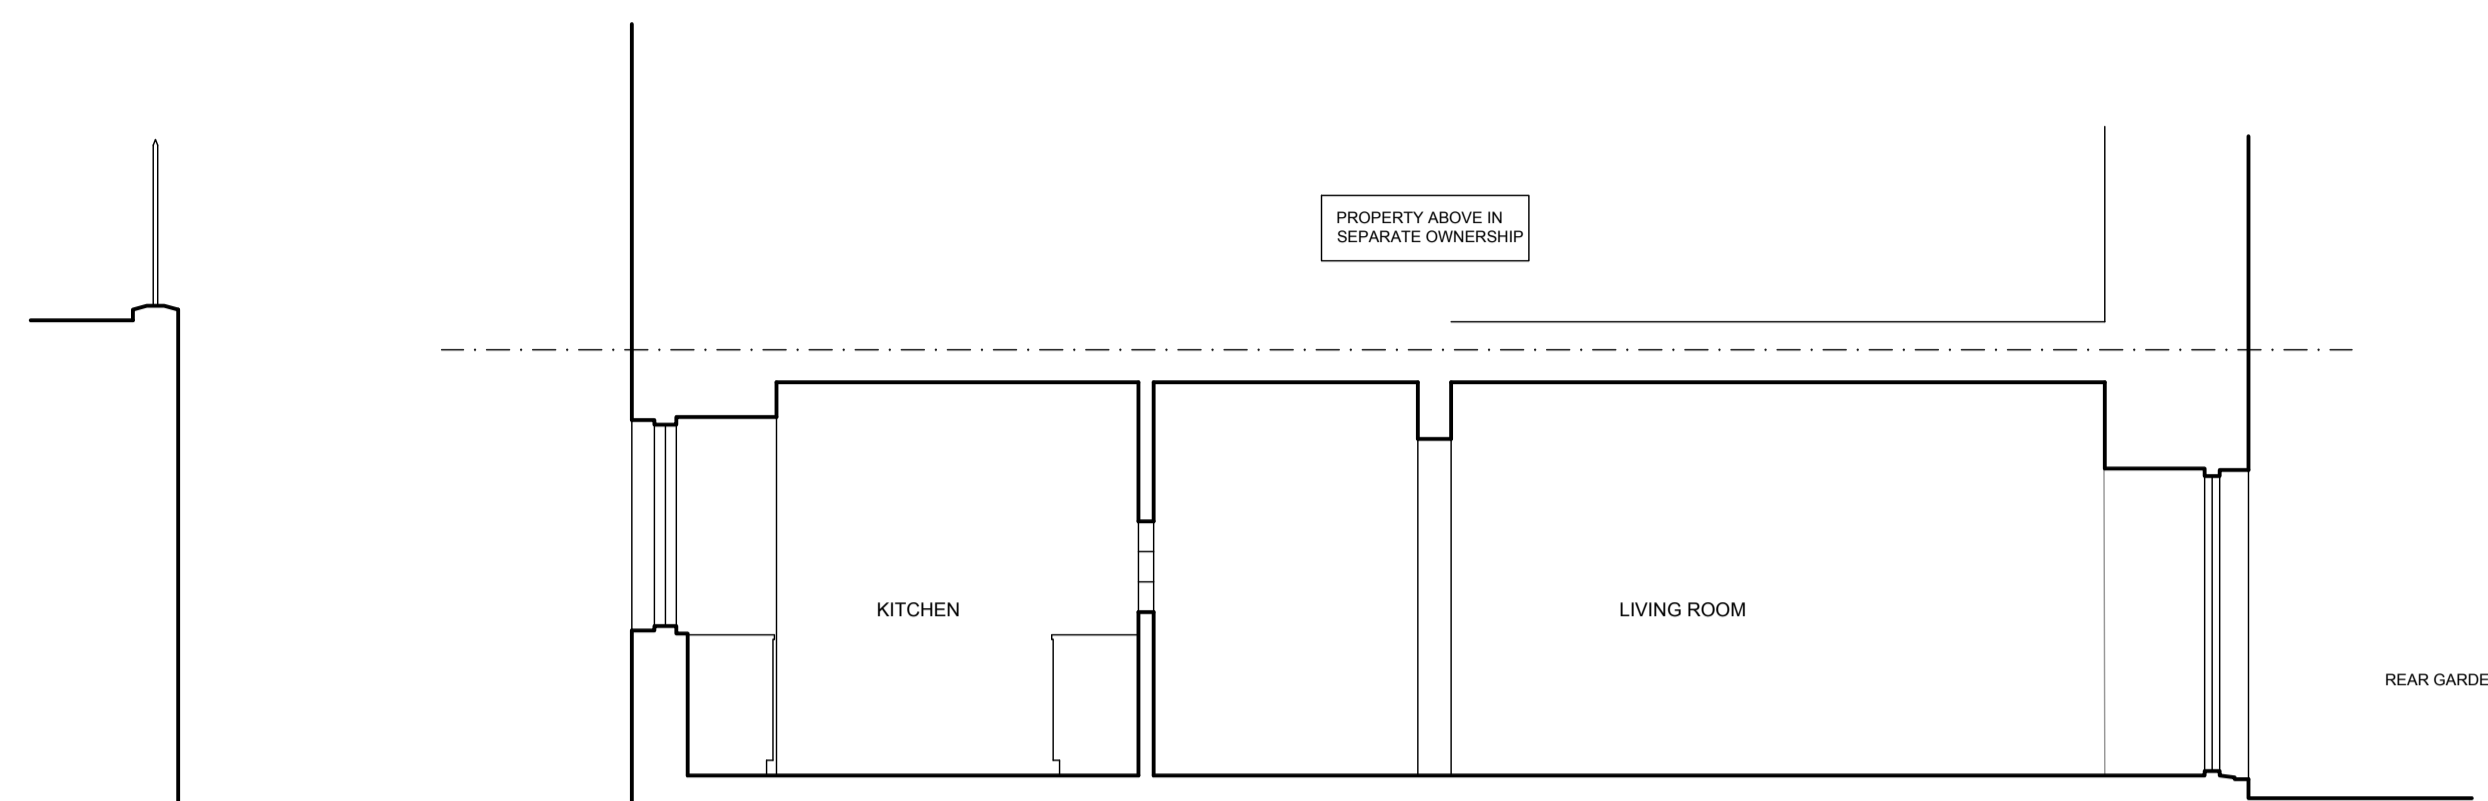 PROPERTY ABOVE IN
SEPARATE OWNERSHIP
KITCHEN
LIVING ROOM
REAR GARDE